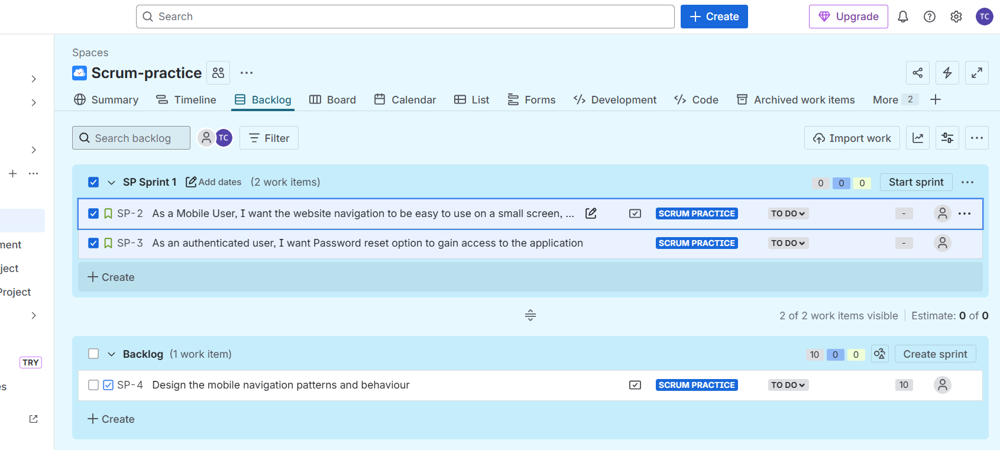 Search
Create
Upgrade
TC
Spaces
Scrum-practice
Summary
Timeline
Backlog
Board
Calendar
List
Forms
Development
Code
Archived work items
More 2
Search backlog
TC
Filter
Import work
SP Sprint 1 Add dates (2 work items) 0 0 0 Start sprint
SP-2 As a Mobile User, I want the website navigation to be easy to use on a small screen, ... SCRUM PRACTICE TO DO -
SP-3 As an authenticated user, I want Password reset option to gain access to the application SCRUM PRACTICE TO DO -
Create
2 of 2 work items visible Estimate: 0 of 0
Backlog (1 work item) 10 0 0 Create sprint
SP-4 Design the mobile navigation patterns and behaviour SCRUM PRACTICE TO DO 10
Create
ment
ject
Project
TRY
es